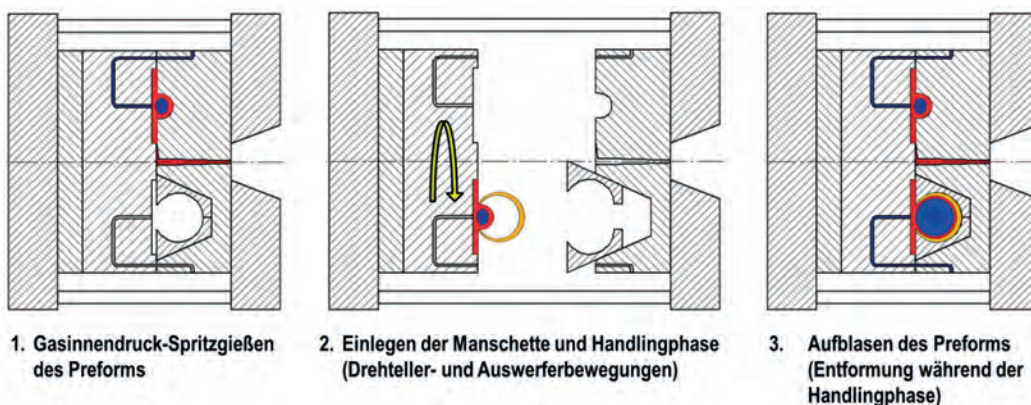 1. Gasinnendruck-Spritzgießen
des Preforms
2. Einlegen der Manschette und Handlingphase
(Drehteller- und Auswerferbewegungen)
3. Aufblasen des Preforms
(Entformung während der
Handlingphase)